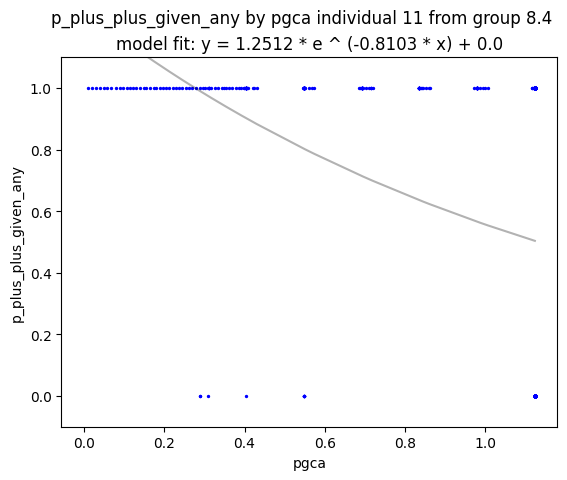 p_plus_plus_given_any by pgca individual 11 from group 8.4
model fit: y = 1.2512 * e ^ (-0.8103 * x) + 0.0
p_plus_plus_given_any
1.0
0.8
0.6
0.4
0.2
0.0
0.0 0.2 0.4 0.6 0.8 1.0
pgca